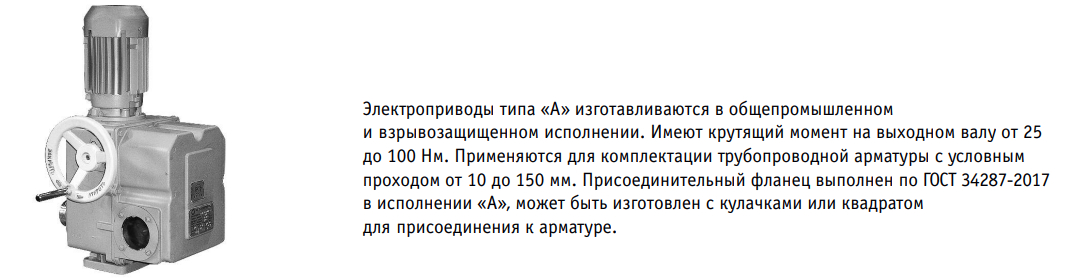 Электроприводы типа «А» изготавливаются в общепромышленном
и взрывозащищенном исполнении. Имеют крутящий момент на выходном валу от 25
до 100 Нм. Применяются для комплектации трубопроводной арматуры с условным
проходом от 10 до 150 мм. Присоединительный фланец выполнен по ГОСТ 34287-2017
в исполнении «А», может быть изготовлен с кулачками или квадратом
для присоединения к арматуре.